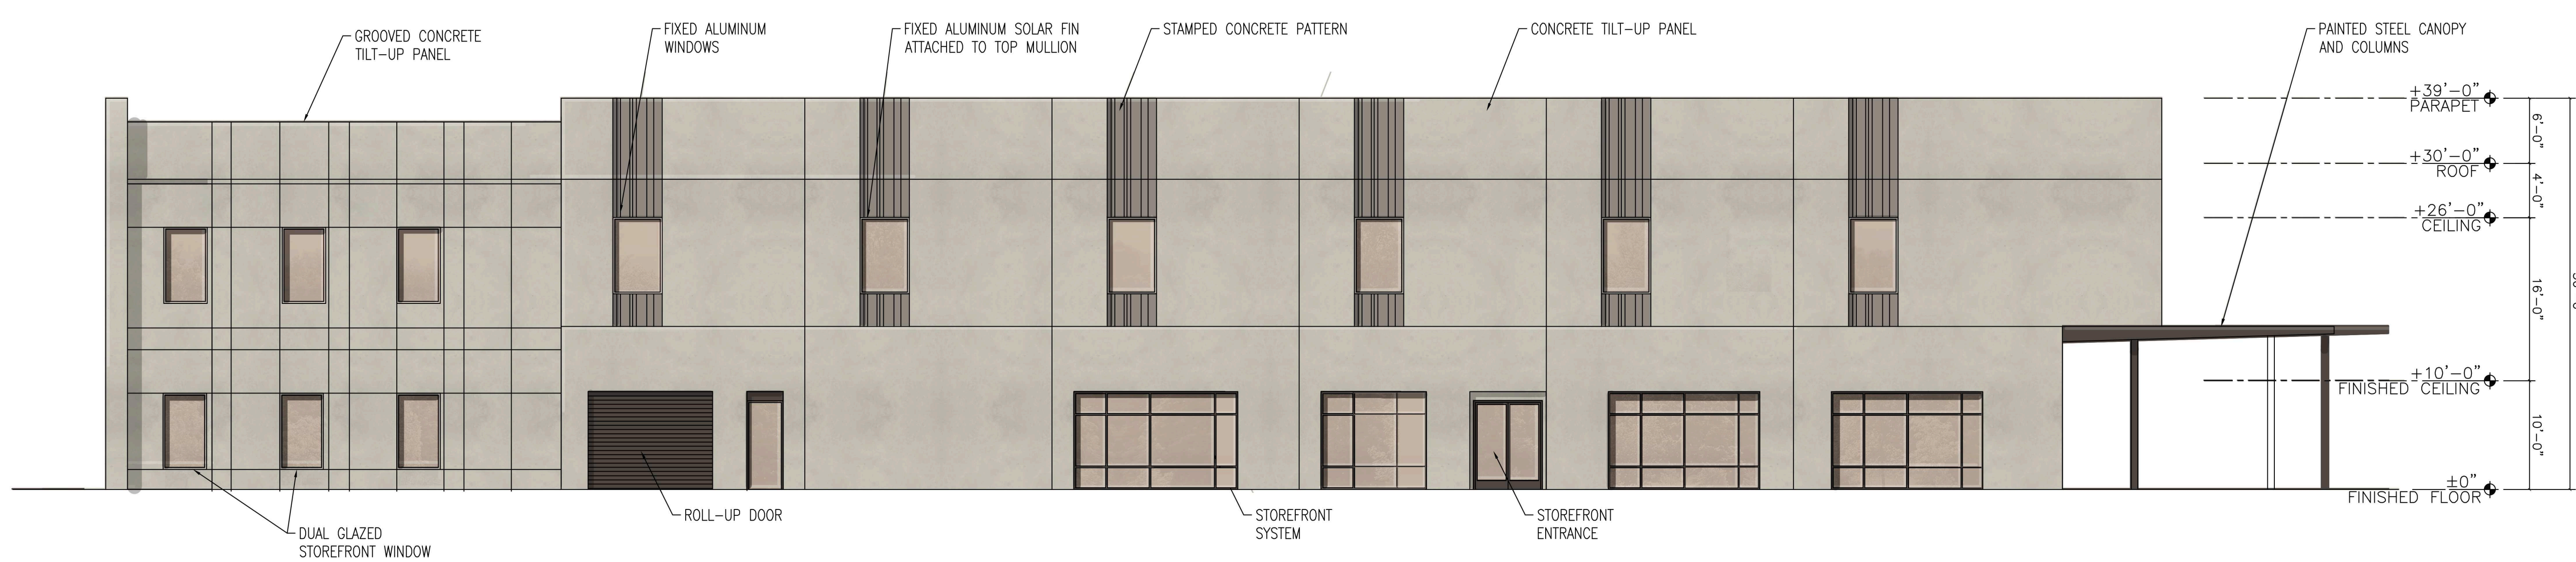 GROOVED CONCRETE
TILT-UP PANEL
FIXED ALUMINUM
WINDOWS
FIXED ALUMINUM SOLAR FIN
ATTACHED TO TOP MULLION
STAMPED CONCRETE PATTERN
CONCRETE TILT-UP PANEL
PAINTED STEEL CANOPY
AND COLUMNS
+39'-0"
PARAPET
6'-0"
+30'-0"
ROOF
4'-0"
+26'-0"
CEILING
16'-0"
+10'-0"
FINISHED CEILING
10'-0"
±0"
FINISHED FLOOR
DUAL GLAZED
STOREFRONT WINDOW
ROLL-UP DOOR
STOREFRONT
SYSTEM
STOREFRONT
ENTRANCE